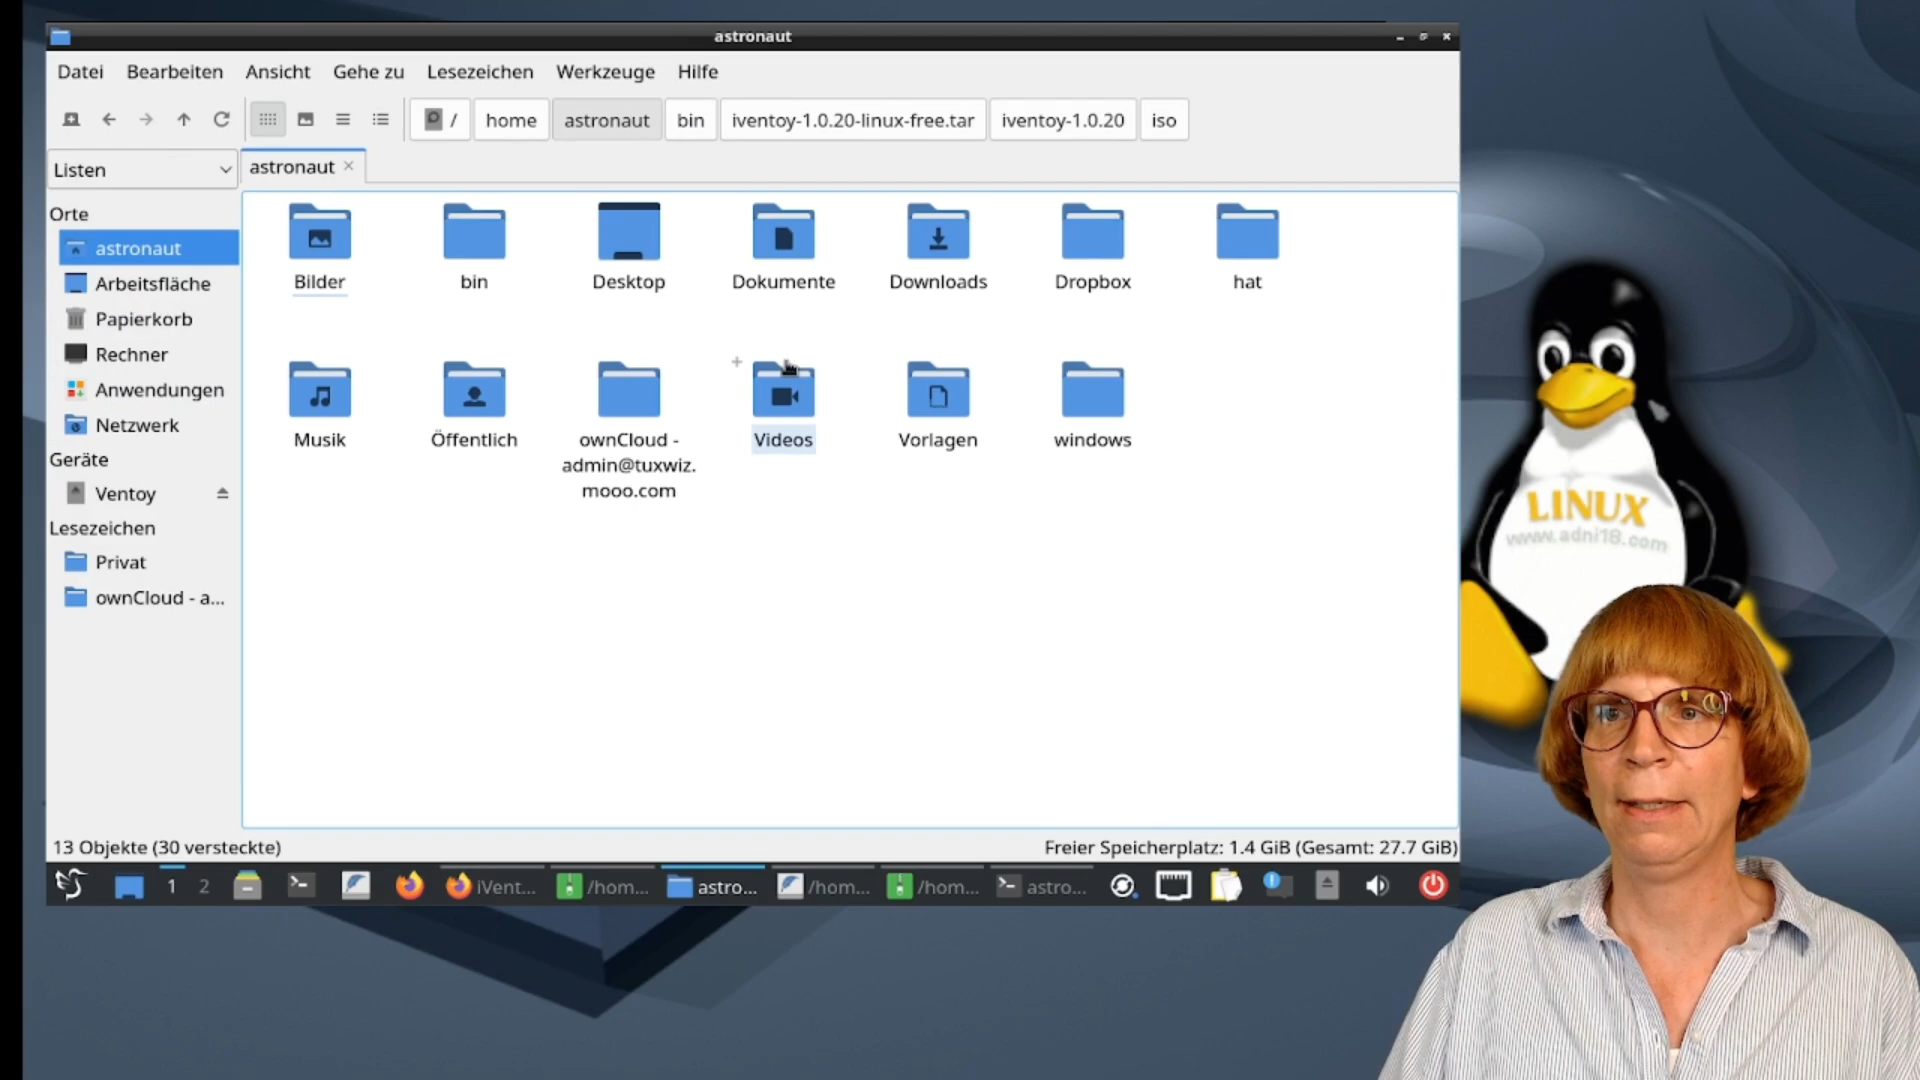 astronaut
Datei Bearbeiten Ansicht Gehe zu Lesezeichen Werkzeuge Hilfe
/ home astronaut bin iventoy-1.0.20-linux-free.tar iventoy-1.0.20 iso
Listen
astronaut
Orte
astronaut
Arbeitsfläche
Papierkorb
Rechner
Anwendungen
Netzwerk
Geräte
Ventoy
Lesezeichen
Privat
ownCloud - a...
Bilder bin Desktop Dokumente Downloads Dropbox hat
Musik Öffentlich ownCloud -
admin@tuxwiz.
mooo.com
Videos Vorlagen windows
13 Objekte (30 versteckte)
Freier Speicherplatz: 1.4 GiB (Gesamt: 27.7 GiB)
1 2 iVent... /hom... astro... /hom... /hom... astro...
LINUX
www.adni18.com